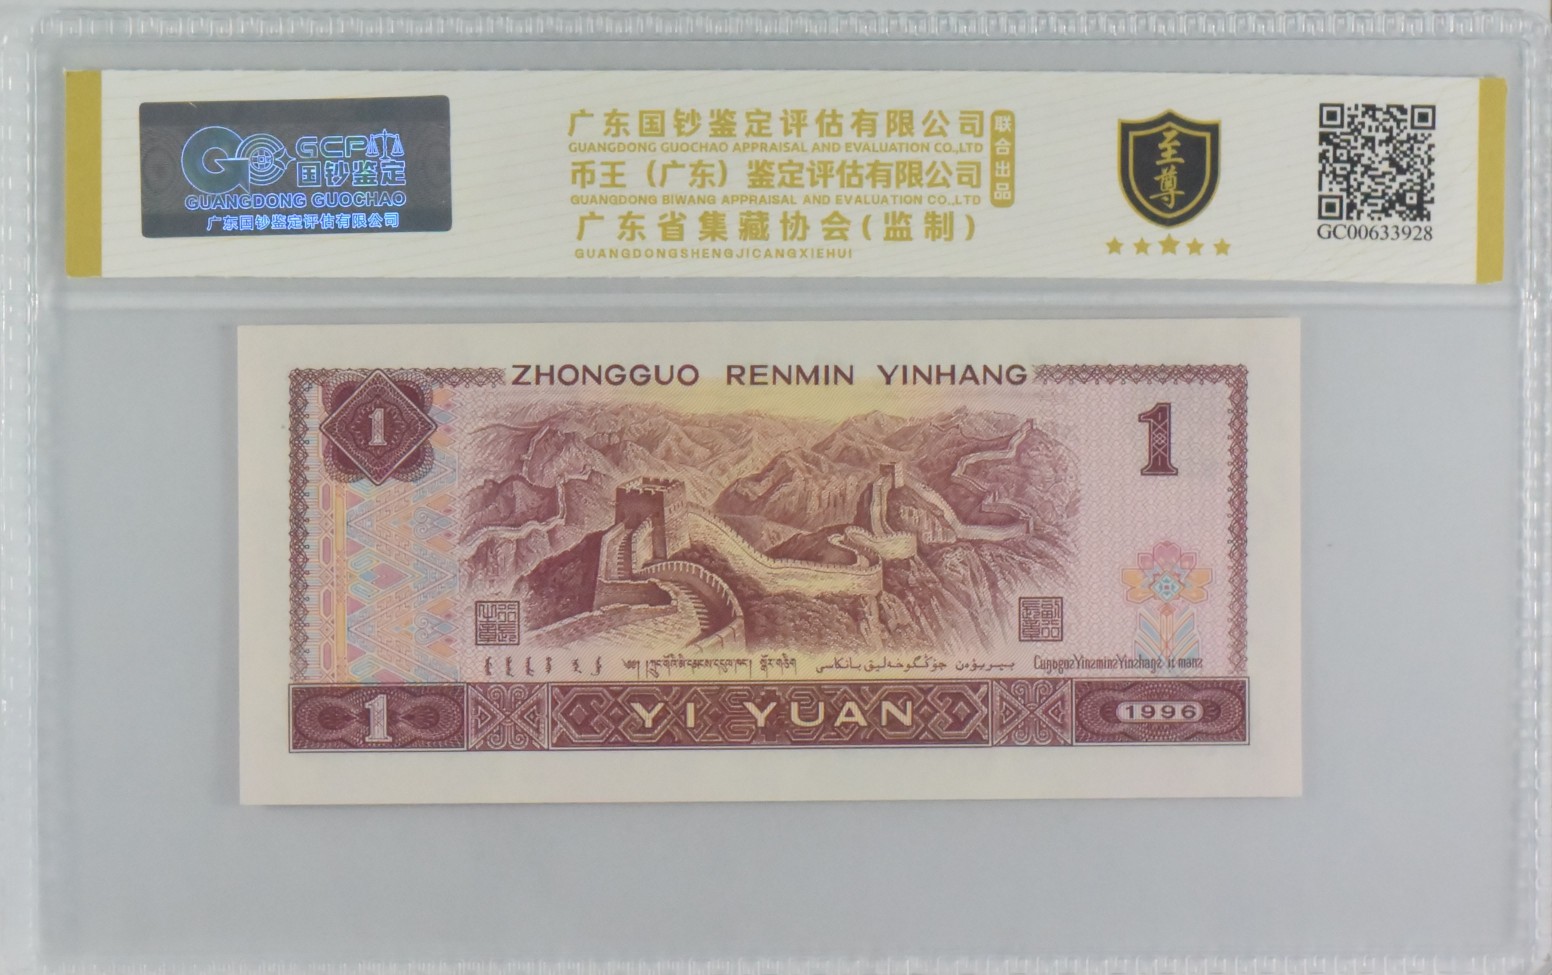 GCP
国钞鉴定
GUANGDONG GUOCHAO
广东国钞鉴定评估有限公司
广东国钞鉴定评估有限公司
GUANGDONG GUOCHAO APPRAISAL AND EVALUATION CO.,LTD
币王（广东）鉴定评估有限公司
GUANGDONG BIWANG APPRAISAL AND EVALUATION CO.,LTD
广东省集藏协会(监制)
GUANGDONGSHENGJICANGXIEHUI
联合出品
至尊
GC00633928
ZHONGGUO RENMIN YINHANG
1
1
1
YI YUAN
1996